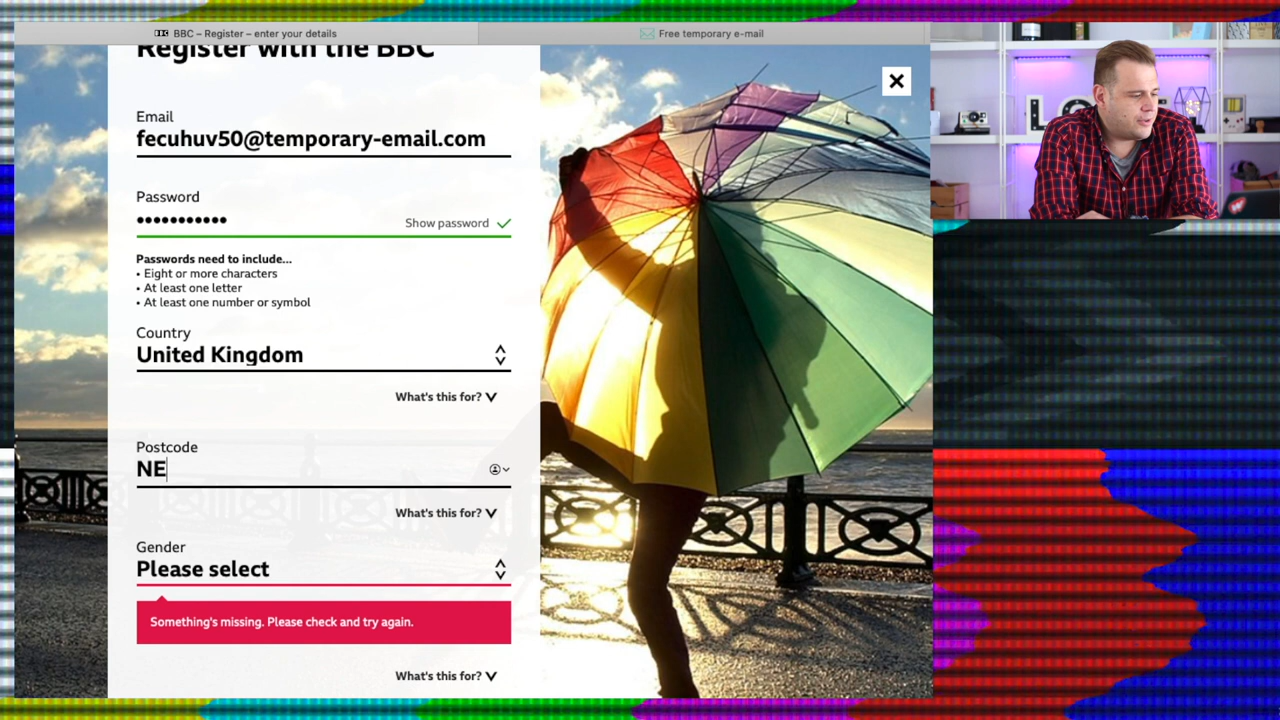 BBC – Register – enter your details
Free temporary e-mail
Register with the BBC
Email
fecuhuv50@temporary-email.com
Password
•••••••••••
Show password
Passwords need to include...
• Eight or more characters
• At least one letter
• At least one number or symbol
Country
United Kingdom
What's this for?
Postcode
NE
What's this for?
Gender
Please select
Something's missing. Please check and try again.
What's this for?